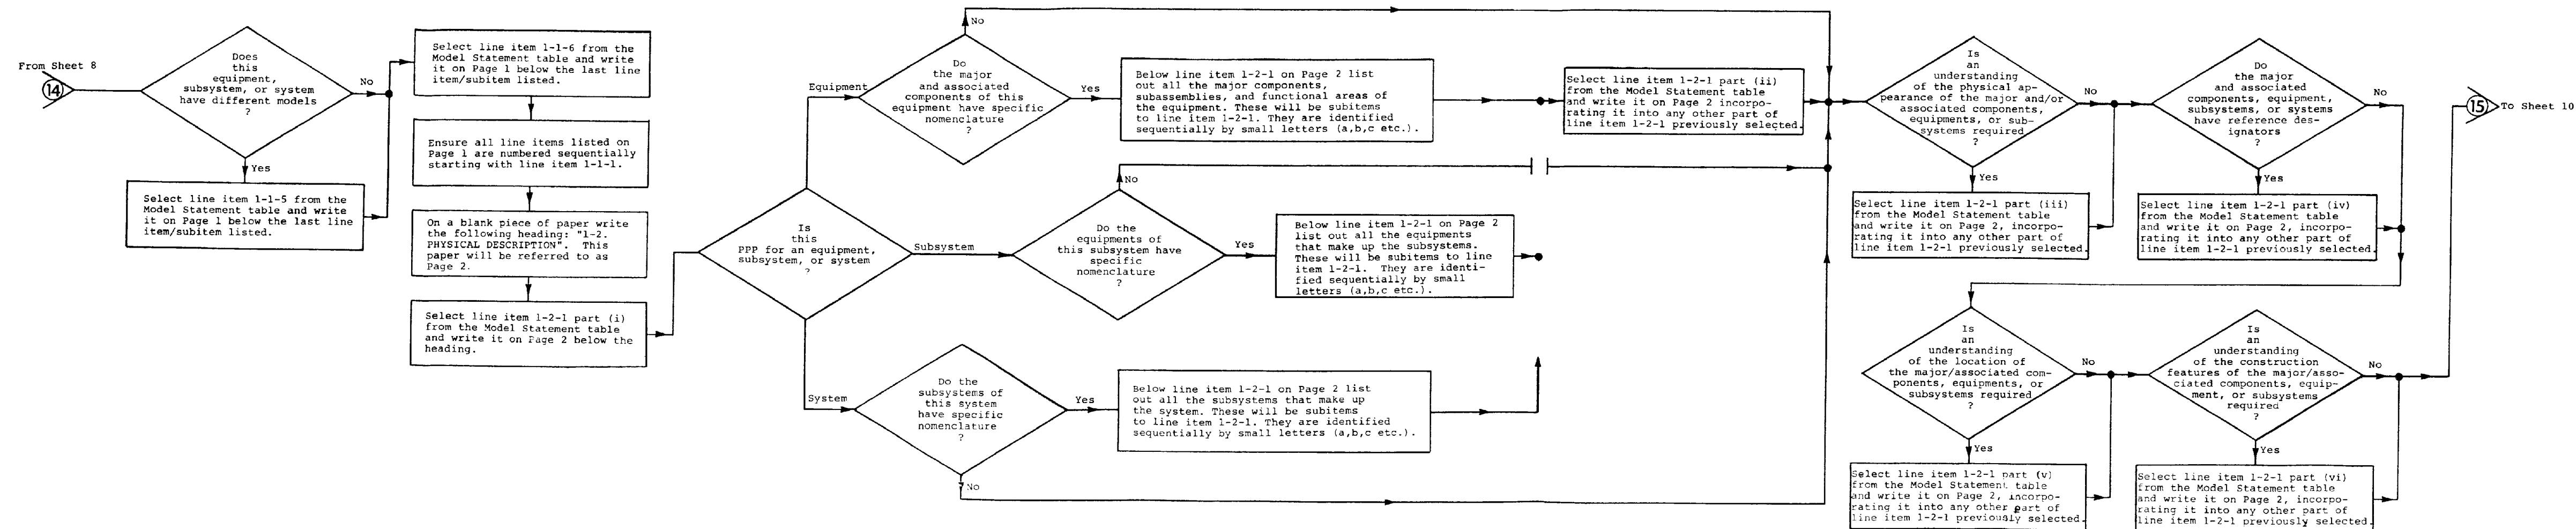 From Sheet 8
14
Does
this
equipment,
subsystem, or system
have different models
?
No
Yes
Select line item 1-1-5 from the
Model Statement table and write
it on Page 1 below the last line
item/subitem listed.
Select line item 1-1-6 from the
Model Statement table and write
it on Page 1 below the last line
item/subitem listed.
Ensure all line items listed on
Page 1 are numbered sequentially
starting with line item 1-1-1.
On a blank piece of paper write
the following heading: "1-2.
PHYSICAL DESCRIPTION". This
paper will be referred to as
Page 2.
Select line item 1-2-1 part (i)
from the Model Statement table
and write it on Page 2 below the
heading.
Is
this
PPP for an equipment,
subsystem, or system
?
Equipment
Subsystem
System
No
Do
the major
and associated
components of this
equipment have specific
nomenclature
?
Yes
Below line item 1-2-1 on Page 2 list
out all the major components,
subassemblies, and functional areas of
the equipment. These will be subitems
to line item 1-2-1. They are identified
sequentially by small letters (a,b,c etc.).
Select line item 1-2-1 part (ii)
from the Model Statement table
and write it on Page 2 incorpo-
rating it into any other part of
line item 1-2-1 previously selected.
No
Do the
equipments of
this subsystem have
specific
nomenclature
?
Yes
Below line item 1-2-1 on Page 2
list out all the equipments
that make up the subsystems.
These will be subitems to line
item 1-2-1. They are identi-
fied sequentially by small
letters (a,b,c etc.).
Do the
subsystems of
this system
have specific
nomenclature
?
Yes
No
Below line item 1-2-1 on Page 2 list
out all the subsystems that make up
the system. These will be subitems
to line item 1-2-1. They are identified
sequentially by small letters (a,b,c etc.).
Is
an
understanding
of the physical ap-
pearance of the major and/or
associated components,
equipments, or sub-
systems required
?
No
Yes
Select line item 1-2-1 part (iii)
from the Model Statement table
and write it on Page 2, incorpo-
rating it into any other part of
line item 1-2-1 previously selected.
Do
the major
and associated
components, equipment,
subsystems, or systems
have reference des-
ignators
?
No
Yes
Select line item 1-2-1 part (iv)
from the Model Statement table
and write it on Page 2, incorpo-
rating it into any other part of
line item 1-2-1 previously selected.
Is
an
understanding
of the location of
the major/associated com-
ponents, equipments, or
subsystems required
?
No
Yes
Select line item 1-2-1 part (v)
from the Model Statement table
and write it on Page 2, incorpo-
rating it into any other part of
line item 1-2-1 previously selected.
Is
an
understanding
of the construction
features of the major/asso-
ciated components, equip-
ment, or subsystems
required
?
No
Yes
Select line item 1-2-1 part (vi)
from the Model Statement table
and write it on Page 2, incorpo-
rating it into any other part of
line item 1-2-1 previously selected.
15
To Sheet 10